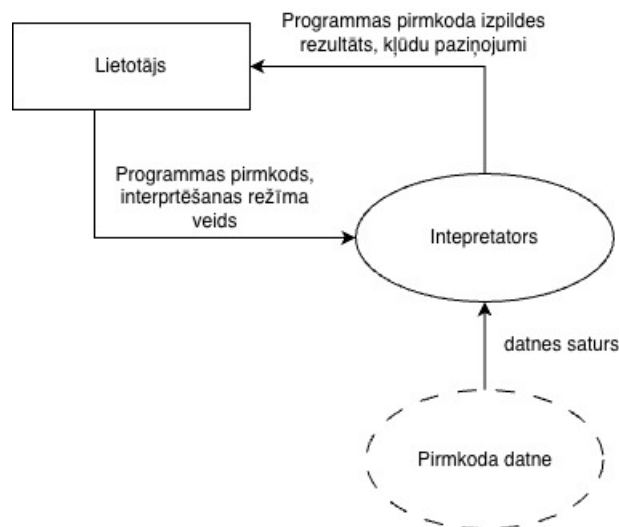 Programmas pirmkoda izpildes
rezultāts, kļūdu paziņojumi
Lietotājs
Programmas pirmkods,
interprtēšanas režīma
veids
Intepretators
datnes saturs
Pirmkoda datne